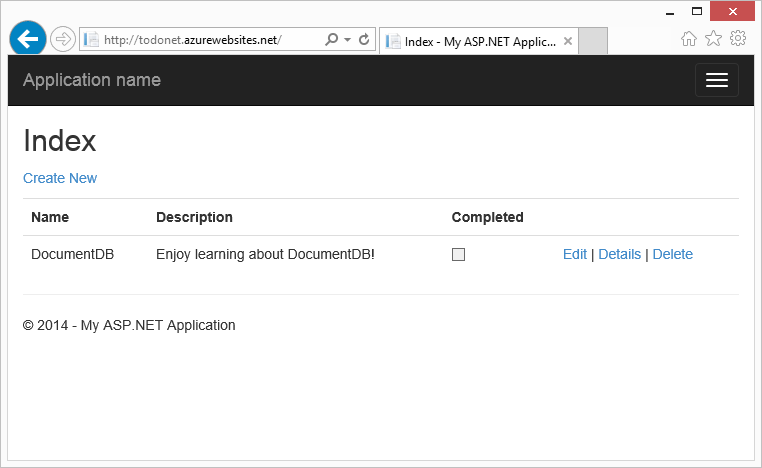 http://todonet.azurewebsites.net/
Index - My ASP.NET Applic...
Application name
Index
Create New
Name Description Completed
DocumentDB Enjoy learning about DocumentDB! Edit | Details | Delete
© 2014 - My ASP.NET Application